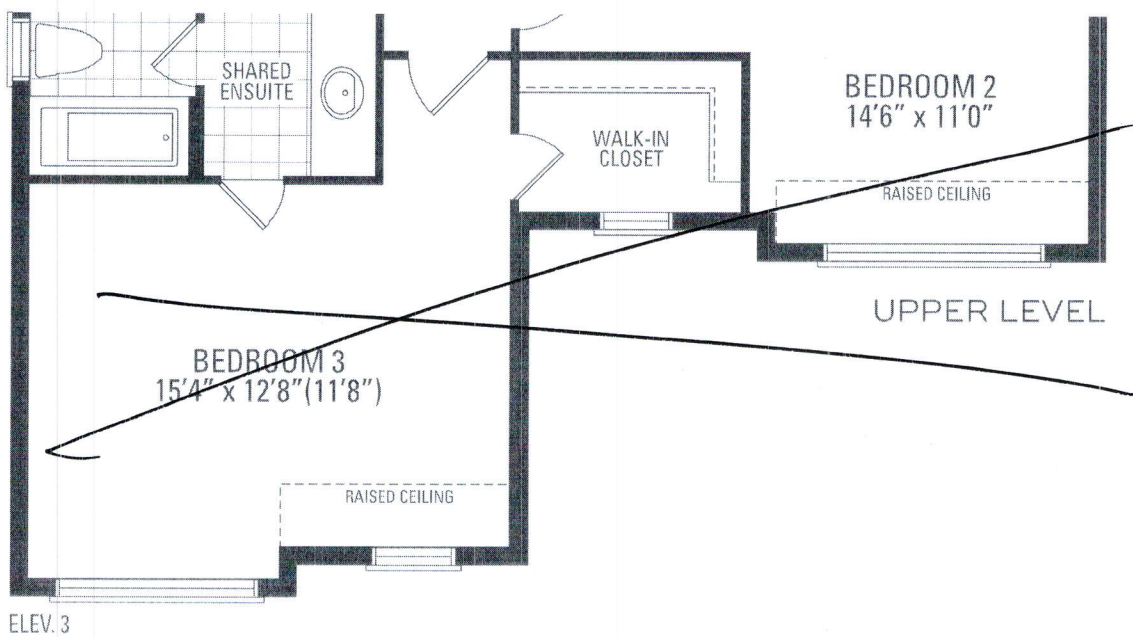 SHARED
ENSUITE
WALK-IN
CLOSET
BEDROOM 2
14'6" x 11'0"
RAISED CEILING
UPPER LEVEL
BEDROOM 3
15'4" x 12'8"(11'8")
RAISED CEILING
ELEV. 3